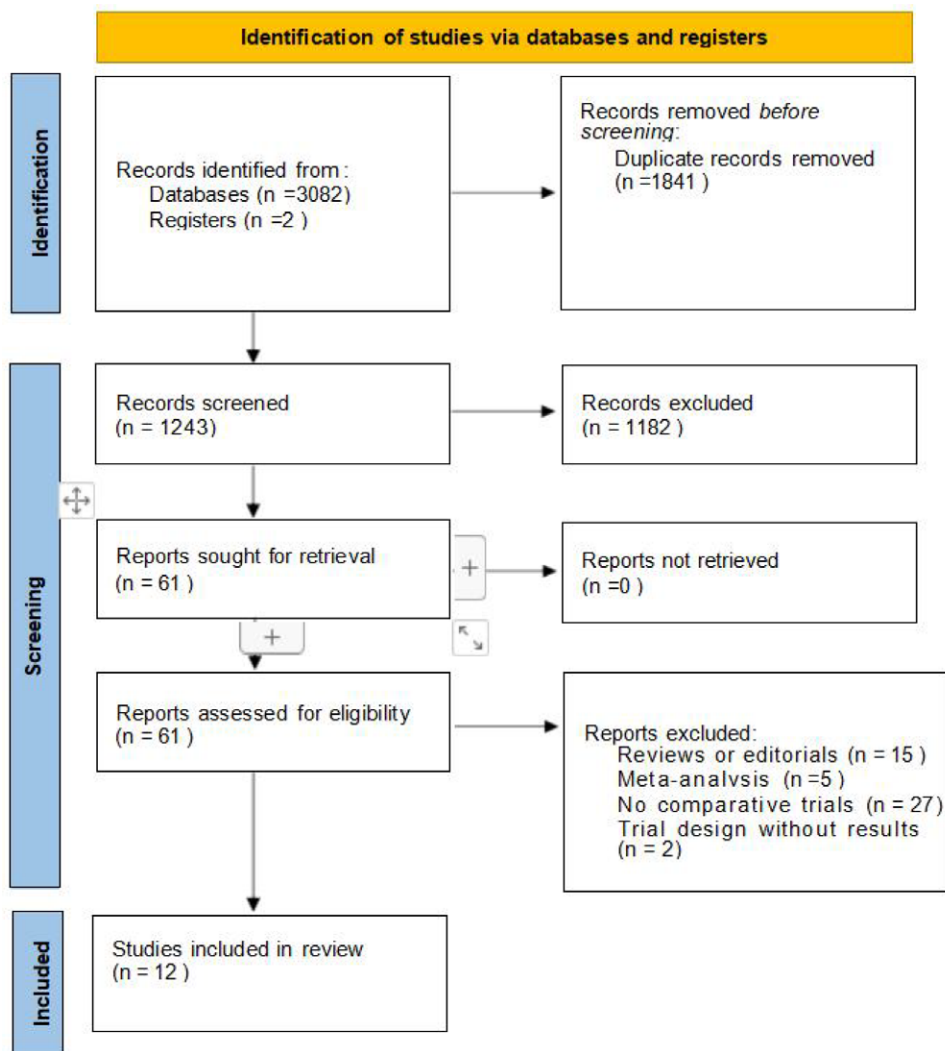 Identification of studies via databases and registers
Identification
Records identified from:
Databases (n =3082)
Registers (n =2 )
Records removed before
screening:
Duplicate records removed
(n =1841 )
Screening
Records screened
(n = 1243)
Records excluded
(n = 1182 )
Reports sought for retrieval
(n = 61 )
Reports not retrieved
(n =0 )
Reports assessed for eligibility
(n = 61 )
Reports excluded:
Reviews or editorials (n = 15 )
Meta-analysis (n =5 )
No comparative trials (n = 27)
Trial design without results
(n = 2)
Included
Studies included in review
(n = 12 )